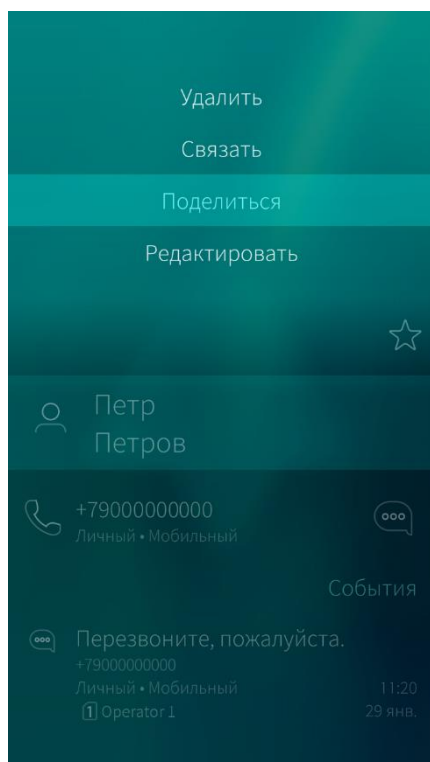 Удалить
Связать
Поделиться
Редактировать
Петр
Петров
+79000000000
Личный • Мобильный
События
Перезвоните, пожалуйста.
+79000000000
Личный • Мобильный 11:20
1 Operator 1 29 янв.